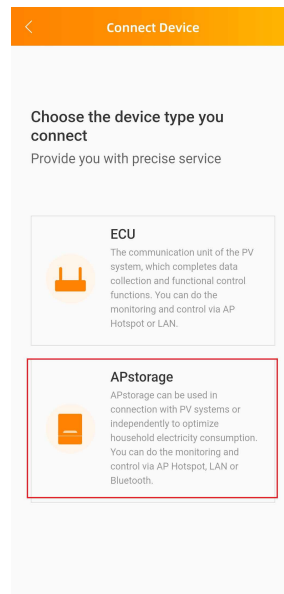 Connect Device
Choose the device type you
connect
Provide you with precise service
ECU
The communication unit of the PV
system, which completes data
collection and functional control
functions. You can do the
monitoring and control via AP
Hotspot or LAN.
APstorage
APstorage can be used in
connection with PV systems or
independently to optimize
household electricity consumption.
You can do the monitoring and
control via AP Hotspot, LAN or
Bluetooth.